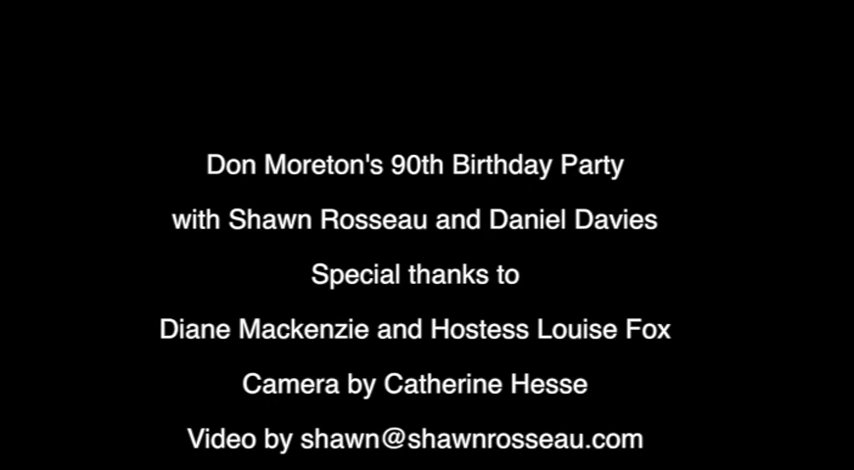 Don Moreton's 90th Birthday Party
with Shawn Rosseau and Daniel Davies
Special thanks to
Diane Mackenzie and Hostess Louise Fox
Camera by Catherine Hesse
Video by shawn@shawnrosseau.com